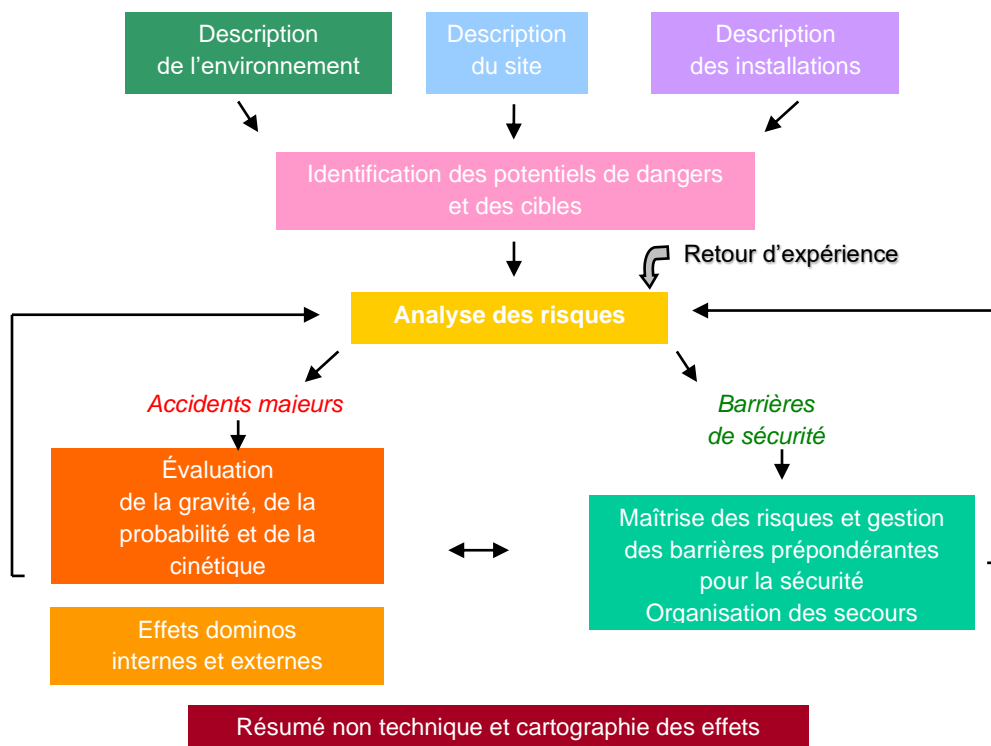 Description
de l’environnement
Description
du site
Description
des installations
Identification des potentiels de dangers
et des cibles
Retour d’expérience
Analyse des risques
Accidents majeurs
Barrières
de sécurité
Évaluation
de la gravité, de la
probabilité et de la
cinétique
Maîtrise des risques et gestion
des barrières prépondérantes
pour la sécurité
Organisation des secours
Effets dominos
internes et externes
Résumé non technique et cartographie des effets